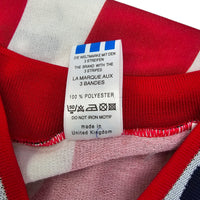 DIE WELTMARKE MIT DEN
3 STREIFEN
THE BRAND WITH THE
3 STRIPES
LA MARQUE AUX
3 BANDES
100 % POLYESTER
DO NOT IRON MOTIF
made in
United Kingdom